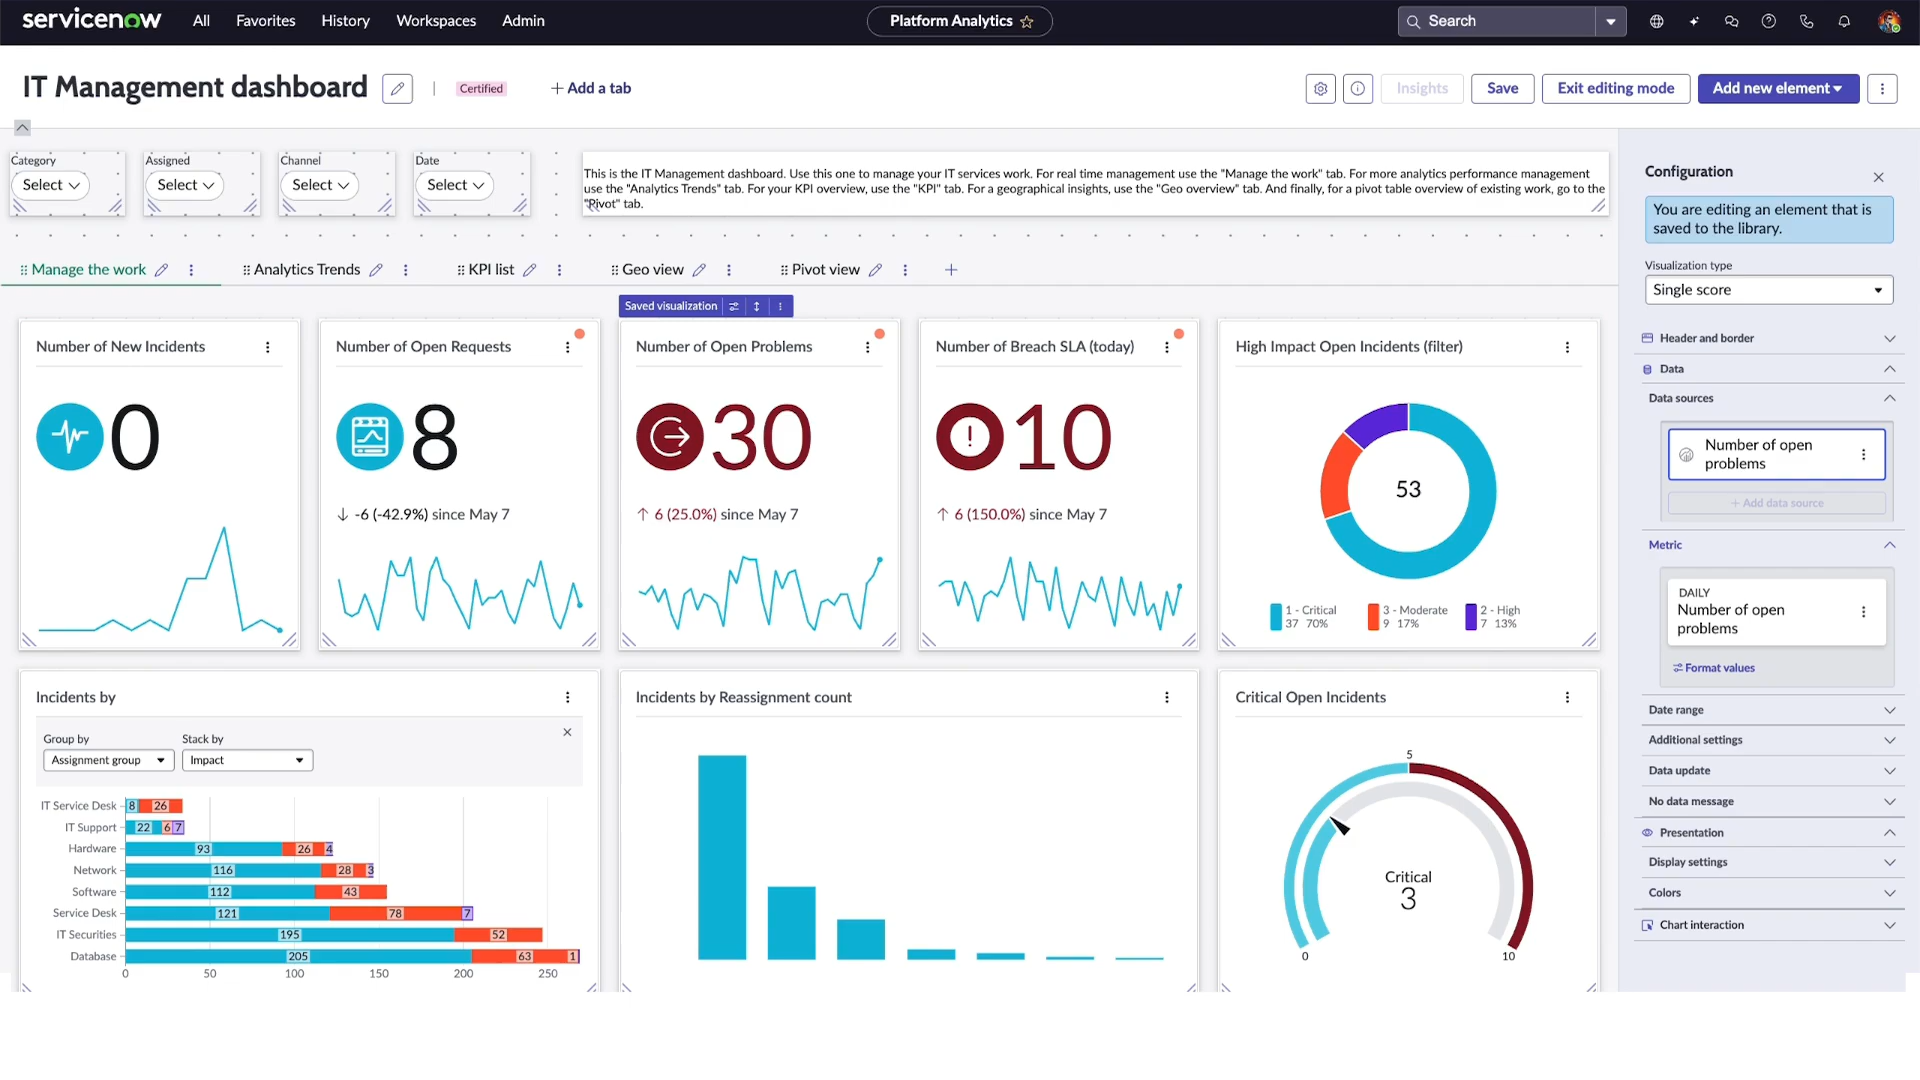 servicenow
All
Favorites
History
Workspaces
Admin
Platform Analytics
Search
IT Management dashboard
Certified
+ Add a tab
Insights
Save
Exit editing mode
Add new element
Category
Select
Assigned
Select
Channel
Select
Date
Select
This is the IT Management dashboard. Use this one to manage your IT services work. For real time management use the "Manage the work" tab. For more analytics performance management
use the "Analytics Trends" tab. For your KPI overview, use the "KPI" tab. For a geographical insights, use the "Geo overview" tab. And finally, for a pivot table overview of existing work, go to the
"Pivot" tab.
Manage the work
Analytics Trends
KPI list
Geo view
Pivot view
+
Saved visualization
Number of New Incidents
0
Number of Open Requests
8
-6 (-42.9%) since May 7
Number of Open Problems
30
6 (25.0%) since May 7
Number of Breach SLA (today)
10
6 (150.0%) since May 7
High Impact Open Incidents (filter)
53
1 - Critical
37 70%
3 - Moderate
9 17%
2 - High
7 13%
Incidents by
Group by
Assignment group
Stack by
Impact
IT Service Desk 8 26
IT Support 22 6 7
Hardware 93 26 4
Network 116 28 3
Software 112 43
Service Desk 121 78 7
IT Securities 195 52
Database 205 63 1
0 50 100 150 200 250
Incidents by Reassignment count
Critical Open Incidents
5
Critical
3
0
10
Configuration
You are editing an element that is
saved to the library.
Visualization type
Single score
Header and border
Data
Data sources
Number of open
problems
+ Add data source
Metric
DAILY
Number of open
problems
Format values
Date range
Additional settings
Data update
No data message
Presentation
Display settings
Colors
Chart interaction